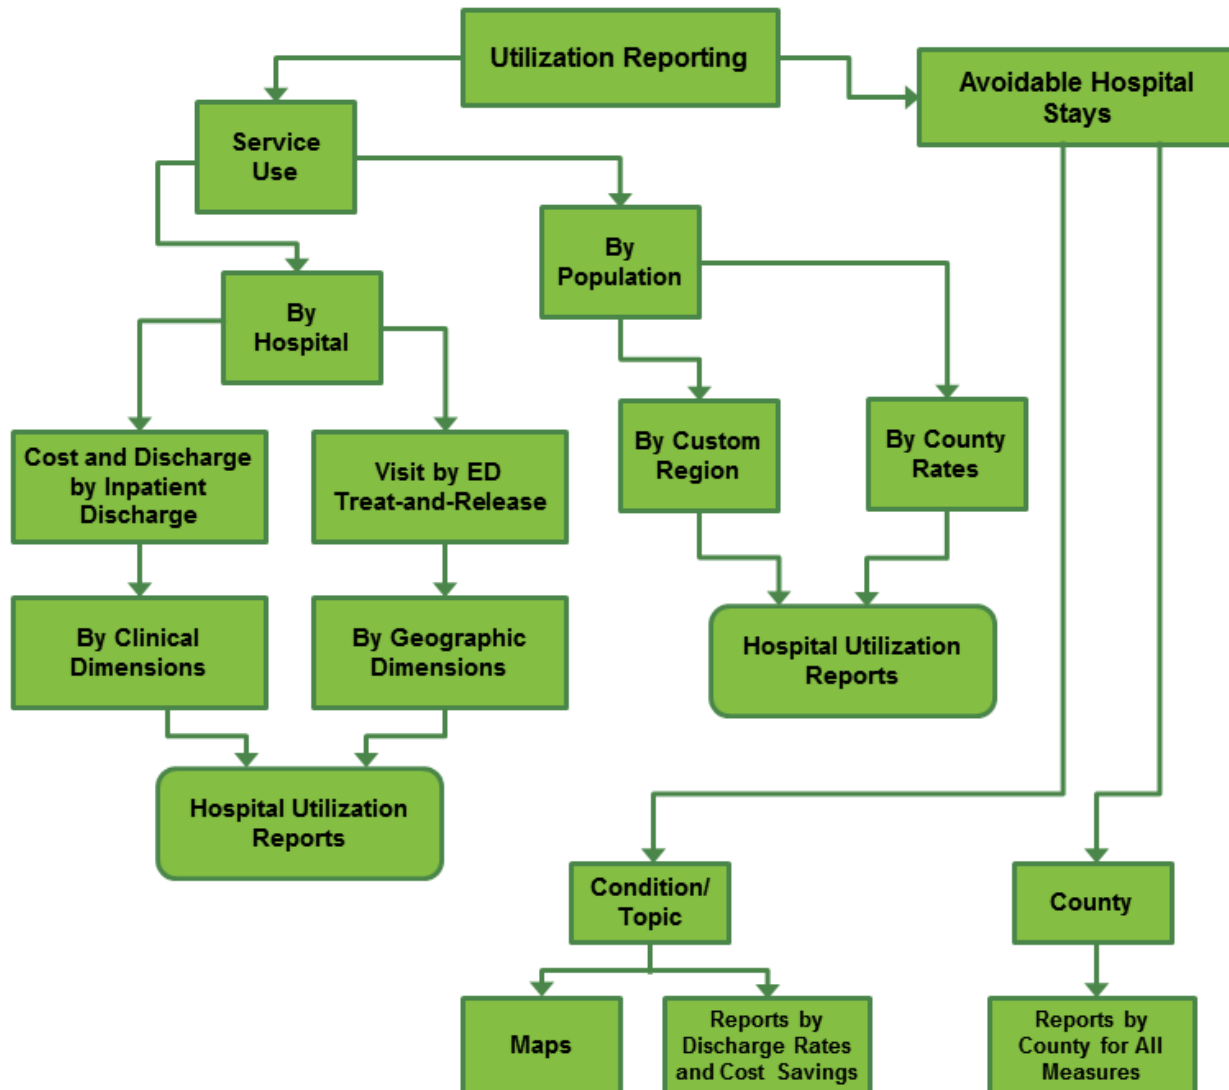 Utilization Reporting
Avoidable Hospital
Stays
Service
Use
By
Population
By
Hospital
Cost and Discharge
by Inpatient
Discharge
Visit by ED
Treat-and-Release
By Custom
Region
By County
Rates
By Clinical
Dimensions
By Geographic
Dimensions
Hospital Utilization
Reports
Hospital Utilization
Reports
Condition/
Topic
County
Maps
Reports by
Discharge Rates
and Cost Savings
Reports by
County for All
Measures